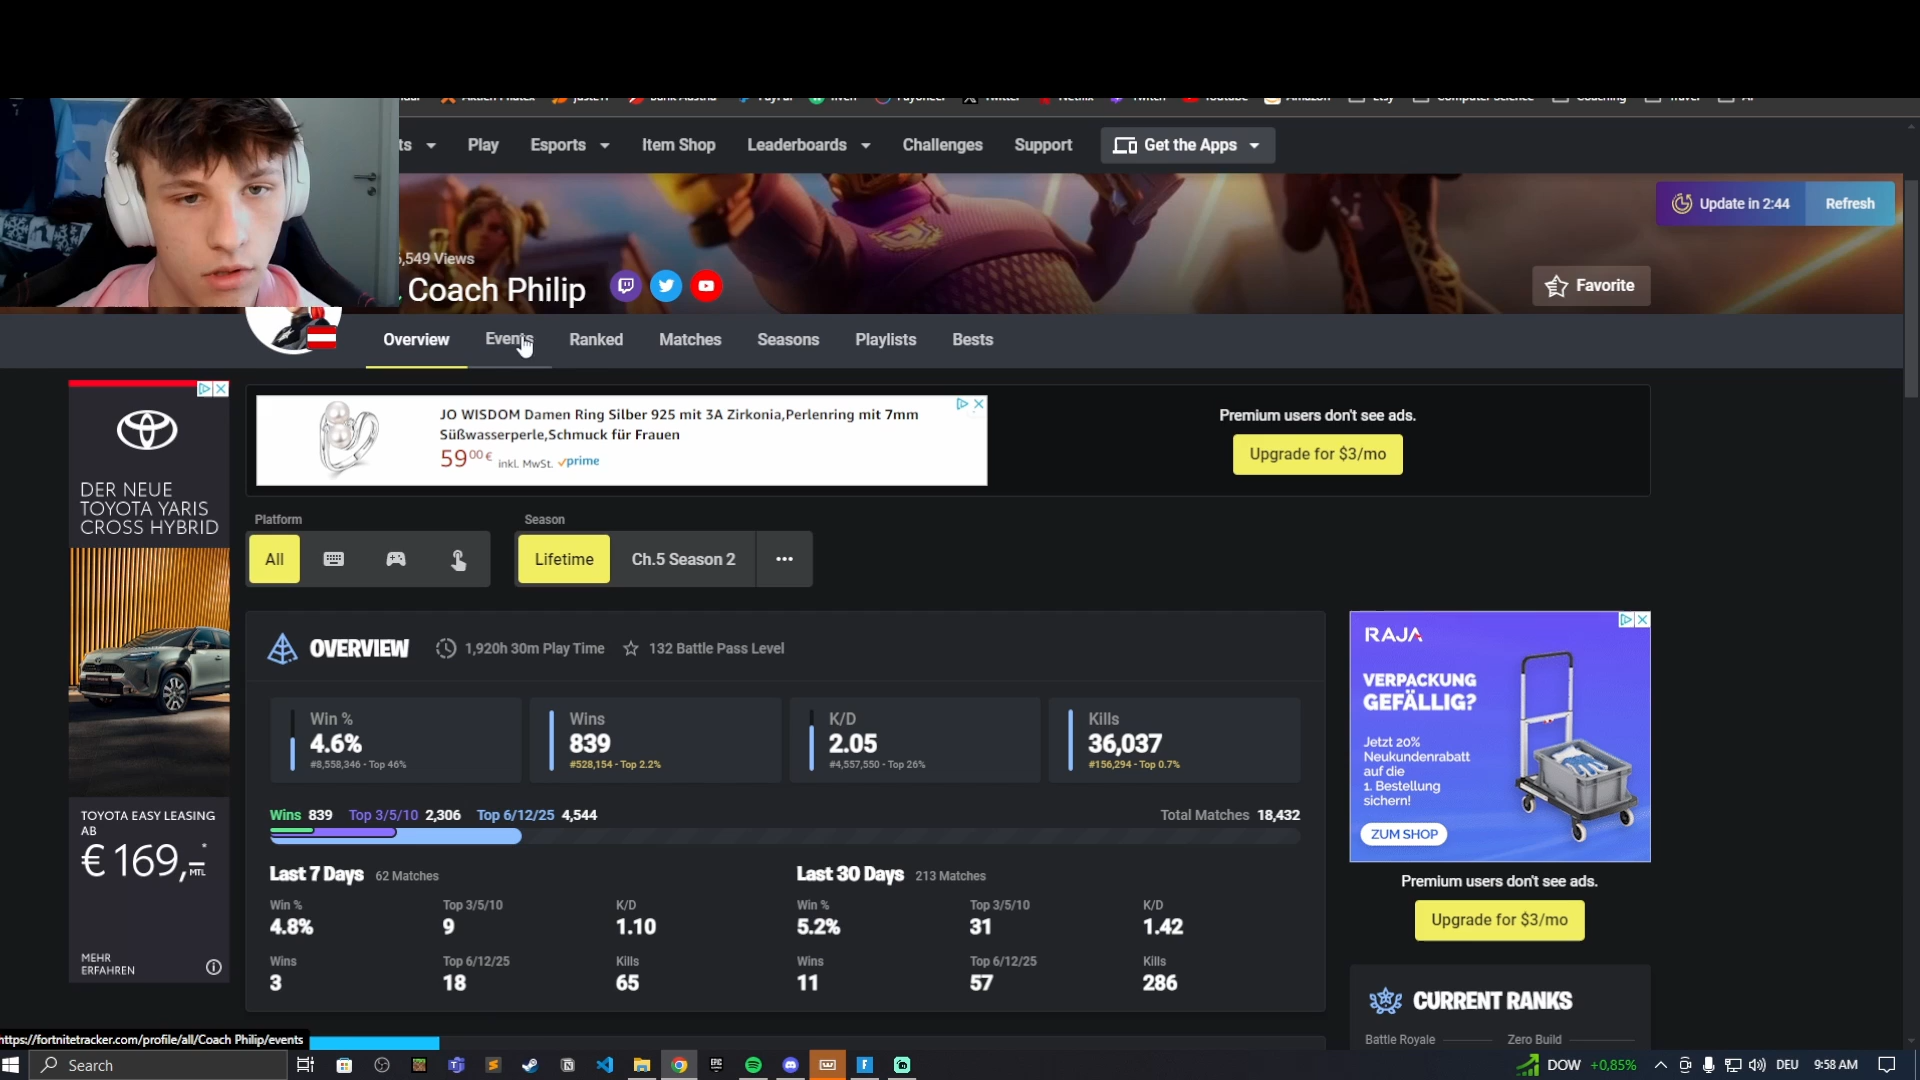 Twitter
Netflix
Twitch
Youtube
Amazon
Etsy
Computer Science
Coaching
Travel
AI
Play
Esports
Item Shop
Leaderboards
Challenges
Support
Get the Apps
Update in 2:44
Refresh
Views
Coach Philip
Favorite
Overview
Events
Ranked
Matches
Seasons
Playlists
Bests
JO WISDOM Damen Ring Silber 925 mit 3A Zirkonia,Perlenring mit 7mm
Süßwasserperle,Schmuck für Frauen
59 00 € inkl. MwSt. prime
Premium users don't see ads.
Upgrade for $3/mo
DER NEUE
TOYOTA YARIS
CROSS HYBRID
TOYOTA EASY LEASING
AB
€ 169,-* MTL
MEHR
ERFAHREN
Platform
All
Season
Lifetime
Ch.5 Season 2
OVERVIEW
1,920h 30m Play Time
132 Battle Pass Level
Win %
4.6%
#8,558,346 - Top 46%
Wins
839
#528,154 - Top 2.2%
K/D
2.05
#4,557,550 - Top 26%
Kills
36,037
#156,294 - Top 0.7%
Wins 839 Top 3/5/10 2,306 Top 6/12/25 4,544
Total Matches 18,432
Last 7 Days 62 Matches
Win %
4.8%
Top 3/5/10
9
K/D
1.10
Wins
3
Top 6/12/25
18
Kills
65
Last 30 Days 213 Matches
Win %
5.2%
Top 3/5/10
31
K/D
1.42
Wins
11
Top 6/12/25
57
Kills
286
RAJA
VERPACKUNG
GEFÄLLIG?
Jetzt 20%
Neukundenrabatt
auf die
1. Bestellung
sichern!
ZUM SHOP
Premium users don't see ads.
Upgrade for $3/mo
CURRENT RANKS
Battle Royale
Zero Build
https://fortnitetracker.com/profile/all/Coach Philip/events
Search
EPIC
DOW +0,85%
DEU
9:58 AM